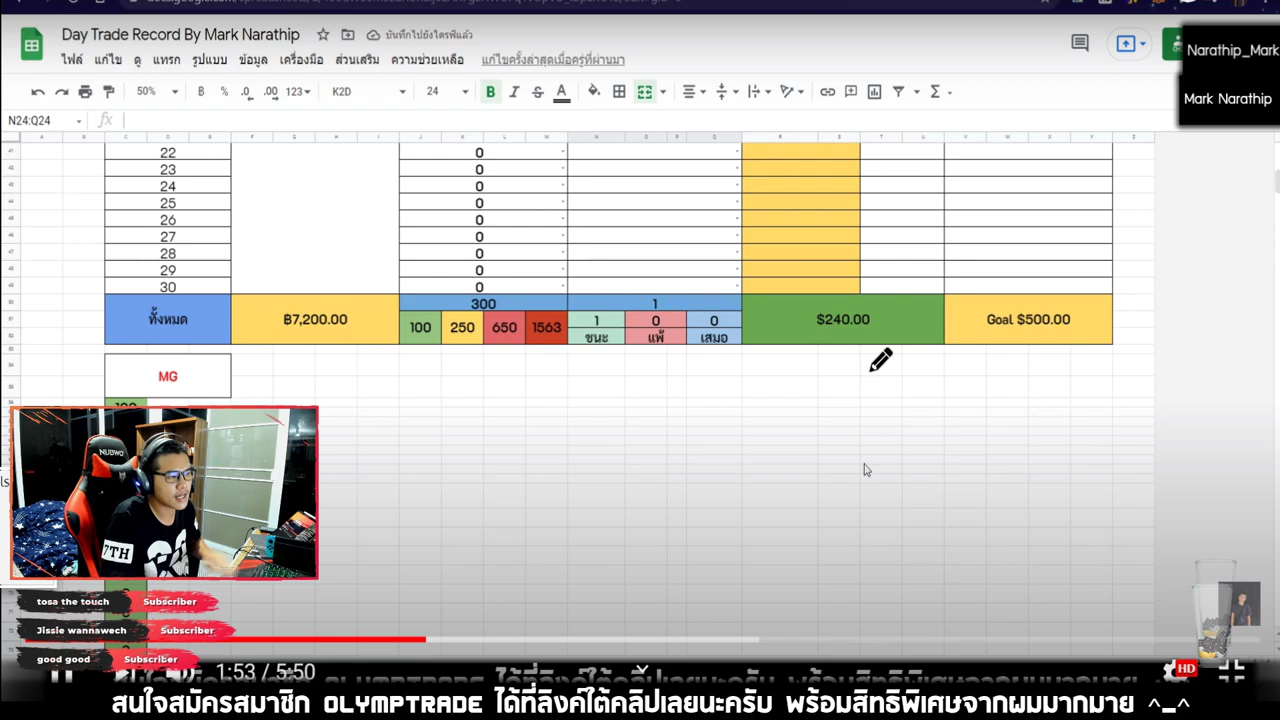 Day Trade Record By Mark Narathip
บันทึกไปยังไดรฟ์แล้ว
Narathip_Mark
ไฟล์ แก้ไข ดู แทรก รูปแบบ ข้อมูล เครื่องมือ ส่วนเสริม ความช่วยเหลือ แก้ไขครั้งล่าสุดเมื่อครู่ที่ผ่านมา
50% % .0 .00 123 K2D 24 B I S A
Mark Narathip
N24:Q24 fx
22 0
23 0
24 0
25 0
26 0
27 0
28 0
29 0
30 0
300 1
ทั้งหมด ฿7,200.00 100 250 650 1563 1 0 0 $240.00 Goal $500.00
ชนะ แพ้ เสมอ
MG
NUBWO
7TH
tosa the touch Subscriber
Jissie wannawech Subscriber
good good Subscriber
1:53 / 5:50
HD
สนใจสมัครสมาชิก OLYMPTRADE ได้ที่ลิงค์ใต้คลิปเลยนะครับ พร้อมสิทธิพิเศษจากผมมากมาย ^_^